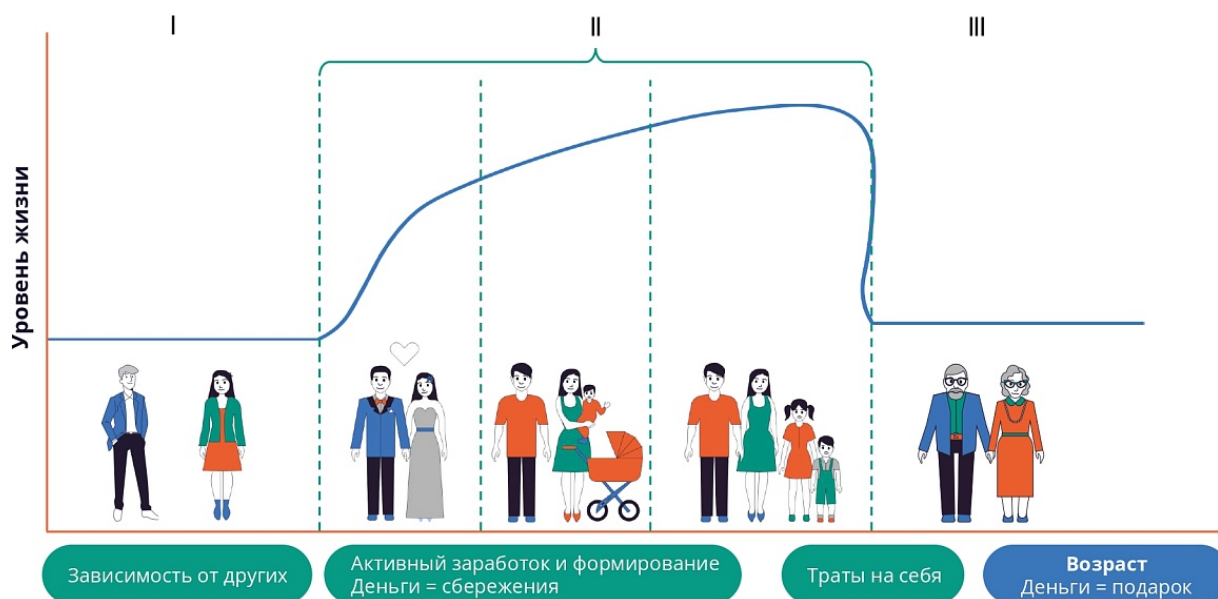 I
II
III
Уровень жизни
Зависимость от других
Активный заработок и формирование
Деньги = сбережения
Траты на себя
Возраст
Деньги = подарок